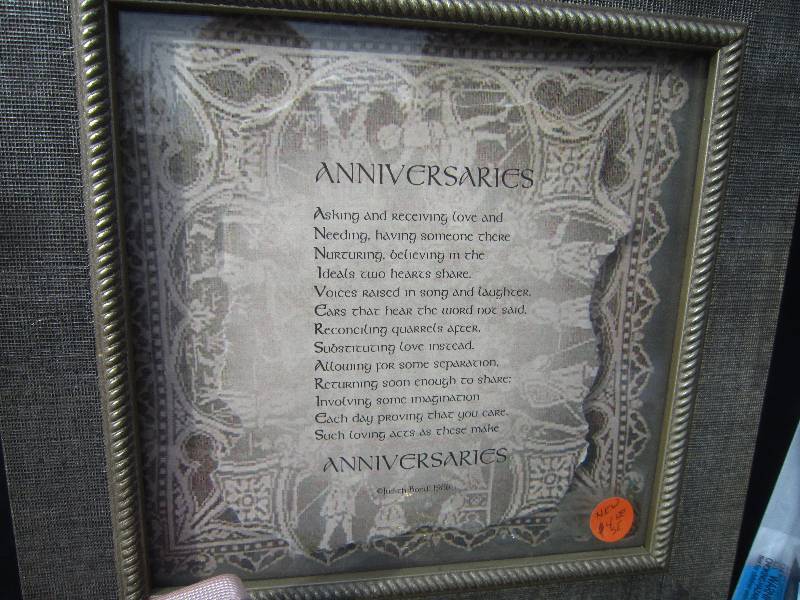 ANNIVERSARIES
Asking and receiving love and
Needing, having someone there
Nurturing, believing in the
Ideals two hearts share.
Voices raised in song and laughter,
Ears that hear the word not said.
Reconciling quarrels after,
Substituting love instead.
Allowing for some separation,
Returning soon enough to share;
Involving some imagination
Each day proving that you care.
Such loving acts as these make
ANNIVERSARIES
©Judith Bond
NEW